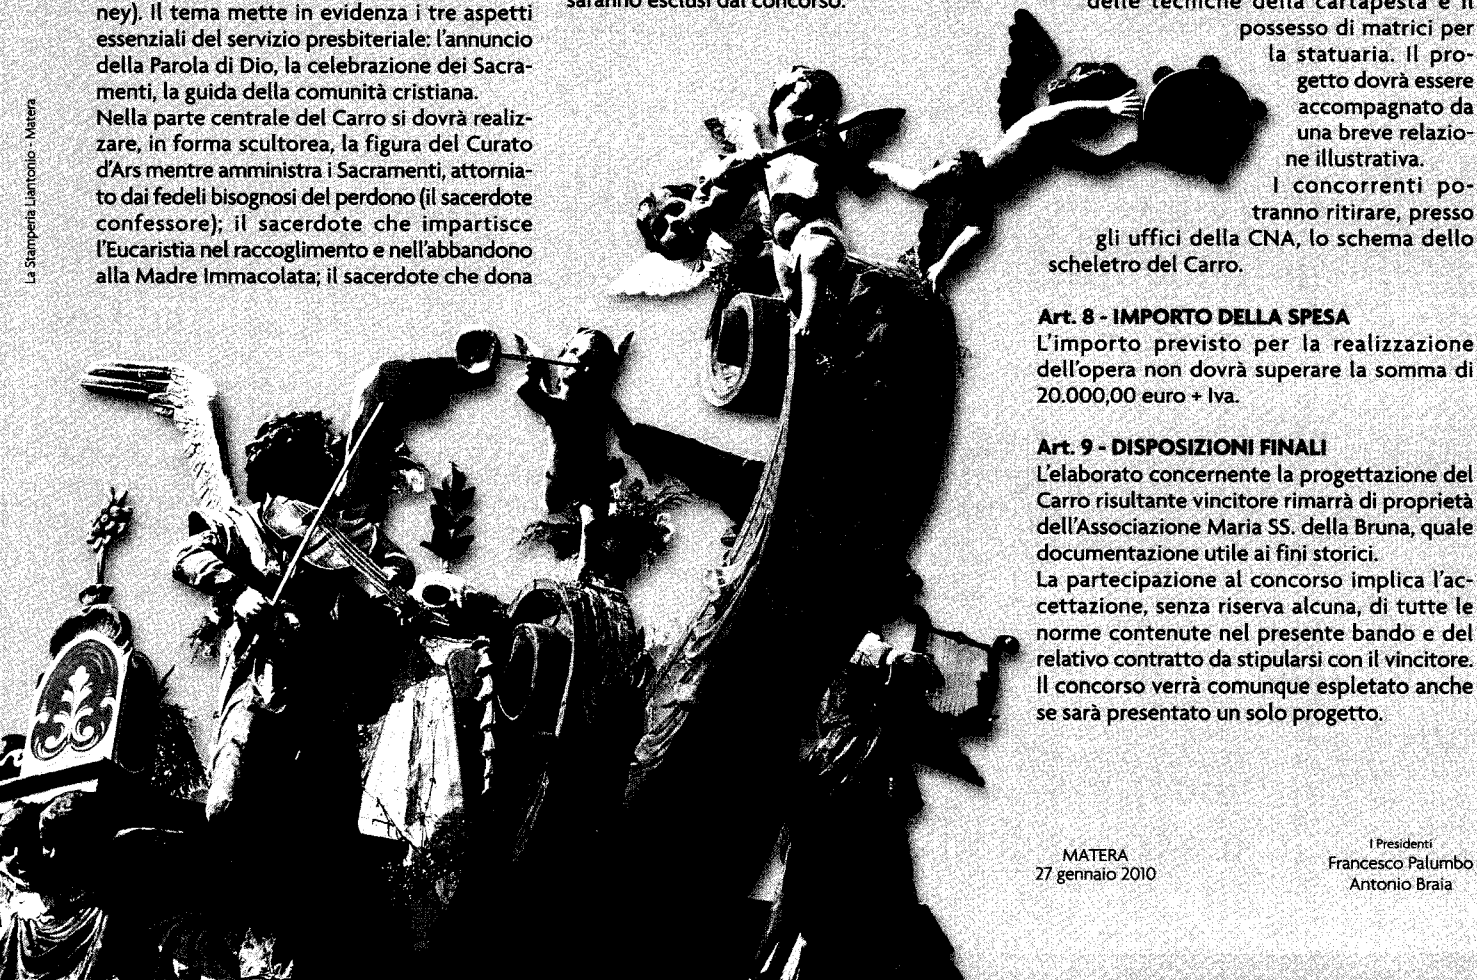 ney). Il tema mette in evidenza i tre aspetti
essenziali del servizio presbiteriale: l'annuncio
della Parola di Dio, la celebrazione dei Sacra-
menti, la guida della comunità cristiana.
Nella parte centrale del Carro si dovrà realiz-
zare, in forma scultorea, la figura del Curato
d'Ars mentre amministra i Sacramenti, attornia-
to dai fedeli bisognosi del perdono (il sacerdote
confessore); il sacerdote che impartisce
l'Eucaristia nel raccoglimento e nell'abbandono
alla Madre Immacolata; il sacerdote che dona
saranno esclusi dal concorso.
delle tecniche della cartapesta e il
possesso di matrici per
la statuaria. Il pro-
getto dovrà essere
accompagnato da
una breve relazio-
ne illustrativa.
I concorrenti po-
tranno ritirare, presso
gli uffici della CNA, lo schema dello
scheletro del Carro.
Art. 8 - IMPORTO DELLA SPESA
L'importo previsto per la realizzazione
dell'opera non dovrà superare la somma di
20.000,00 euro + Iva.
Art. 9 - DISPOSIZIONI FINALI
L'elaborato concernente la progettazione del
Carro risultante vincitore rimarrà di proprietà
dell'Associazione Maria SS. della Bruna, quale
documentazione utile ai fini storici.
La partecipazione al concorso implica l'ac-
cettazione, senza riserva alcuna, di tutte le
norme contenute nel presente bando e del
relativo contratto da stipularsi con il vincitore.
Il concorso verrà comunque espletato anche
se sarà presentato un solo progetto.
MATERA
27 gennaio 2010
I Presidenti
Francesco Palumbo
Antonio Braia
La Stamperia Liantonio - Matera